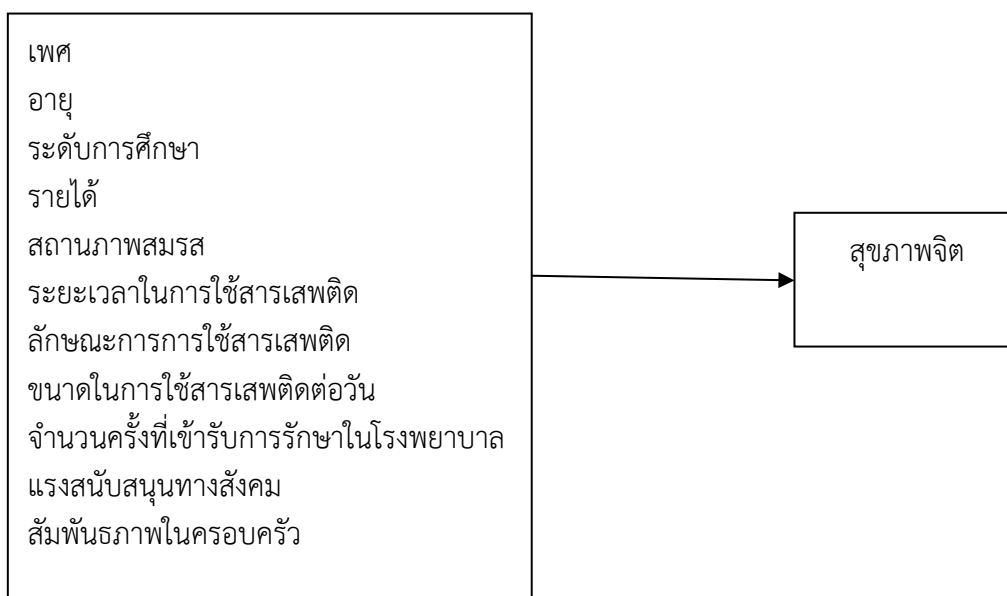 เพศ
อายุ
ระดับการศึกษา
รายได้
สถานภาพสมรส
ระยะเวลาในการใช้สารเสพติด
ลักษณะการการใช้สารเสพติด
ขนาดในการใช้สารเสพติดต่อวัน
จำนวนครั้งที่เข้ารับการรักษาในโรงพยาบาล
แรงสนับสนุนทางสังคม
สัมพันธภาพในครอบครัว
สุขภาพจิต